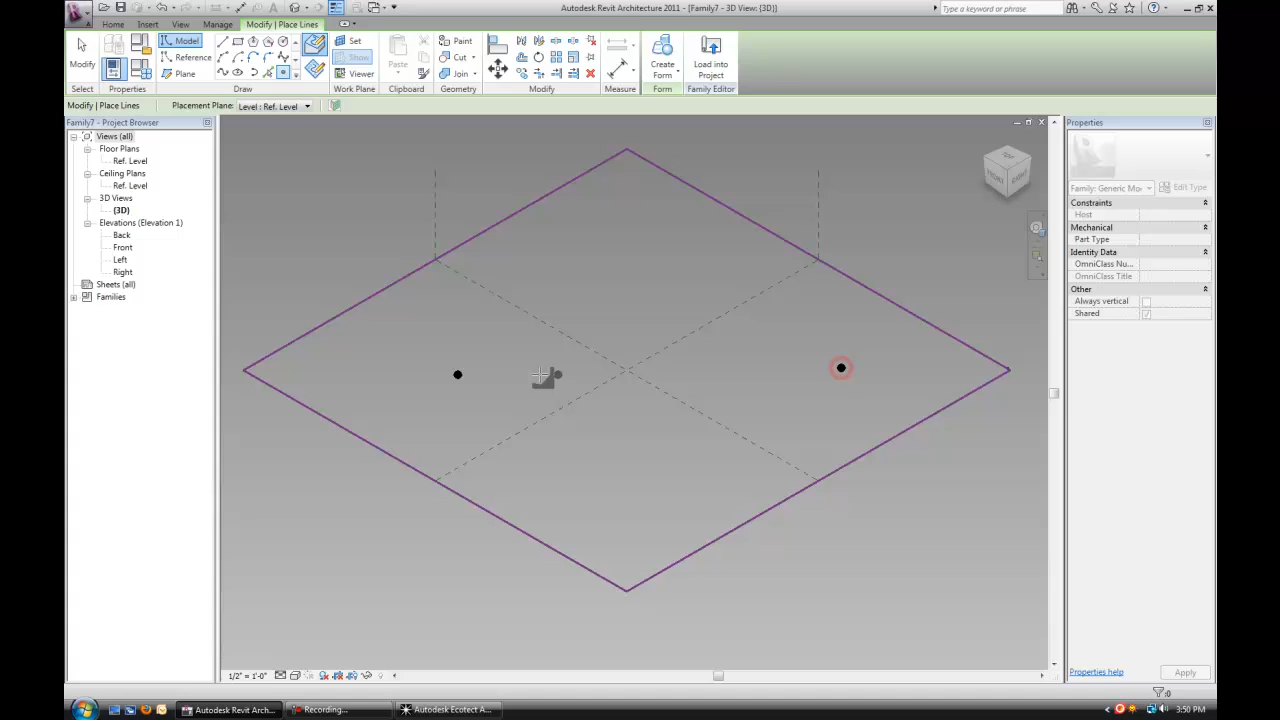 Autodesk Revit Architecture 2011 - [Family7 - 3D View: {3D}]
Type a keyword or phrase
Home Insert View Manage Modify | Place Lines
Modify
Model
Reference
Plane
Set
Show
Viewer
Paste
Paint
Cut
Join
Create Form
Load into Project
Select Properties Draw Work Plane Clipboard Geometry Modify Measure Form Family Editor
Modify | Place Lines Placement Plane: Level : Ref. Level
Family7 - Project Browser
Views (all)
Floor Plans
Ref. Level
Ceiling Plans
Ref. Level
3D Views
{3D}
Elevations (Elevation 1)
Back
Front
Left
Right
Sheets (all)
Families
TOP
FRONT
RIGHT
Properties
Family: Generic Mo
Edit Type
Constraints
Host
Mechanical
Part Type
Identity Data
OmniClass Nu...
OmniClass Title
Other
Always vertical
Shared
Properties help
Apply
1/2" = 1'-0"
:0
Autodesk Revit Arch...
Recording...
Autodesk Ecotect A...
3:50 PM